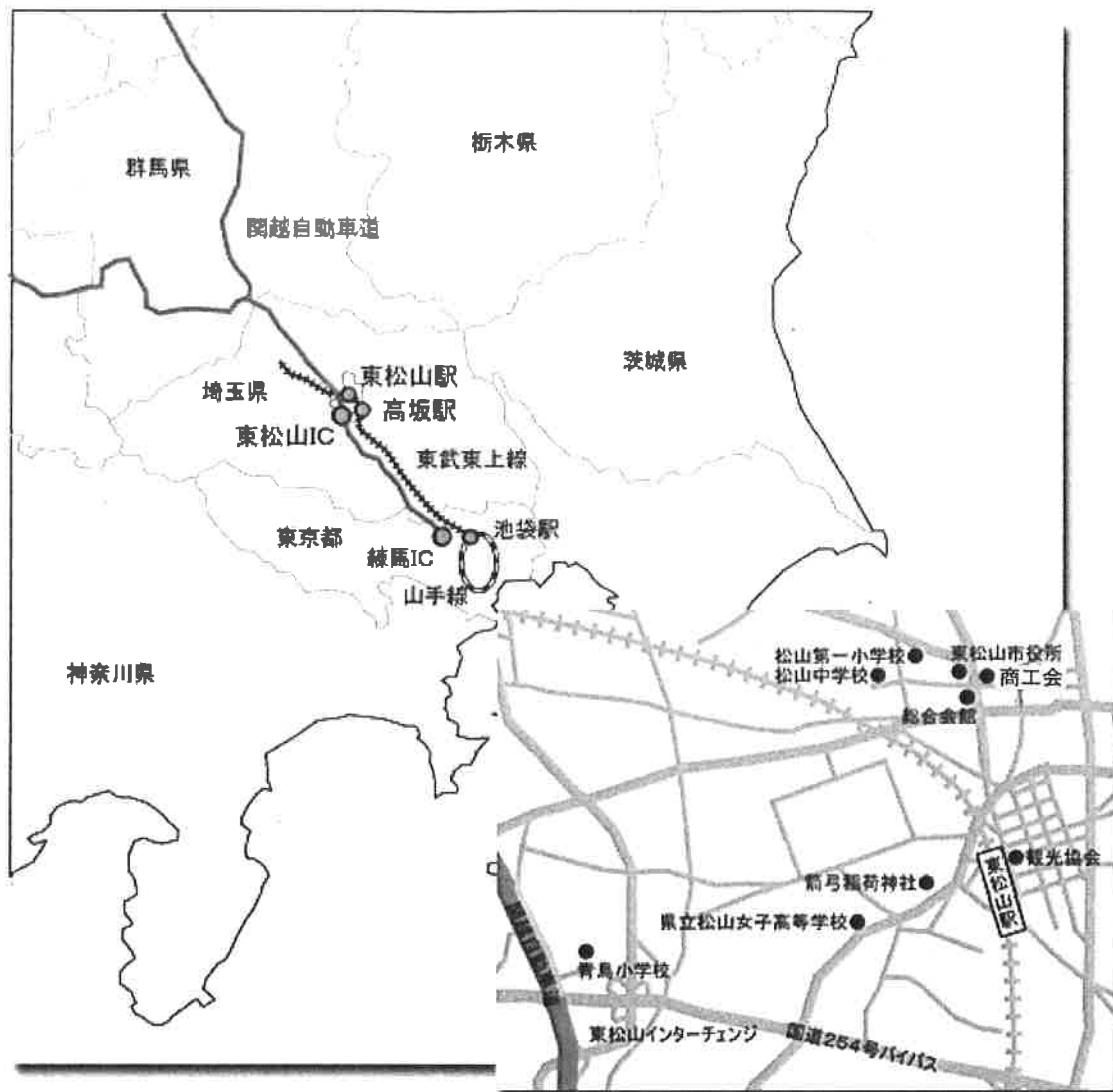 栃木県
群馬県
関越自動車道
茨城県
東松山駅
埼玉県
高坂駅
東松山IC
東武東上線
東京都
池袋駅
練馬IC
山手線
神奈川県
松山第一小学校
東松山市役所
松山中学校
商工会
総合会館
観光協会
東松山駅
箭弓稲荷神社
県立松山女子高等学校
青鳥小学校
東松山インターチェンジ
国道254号バイパス